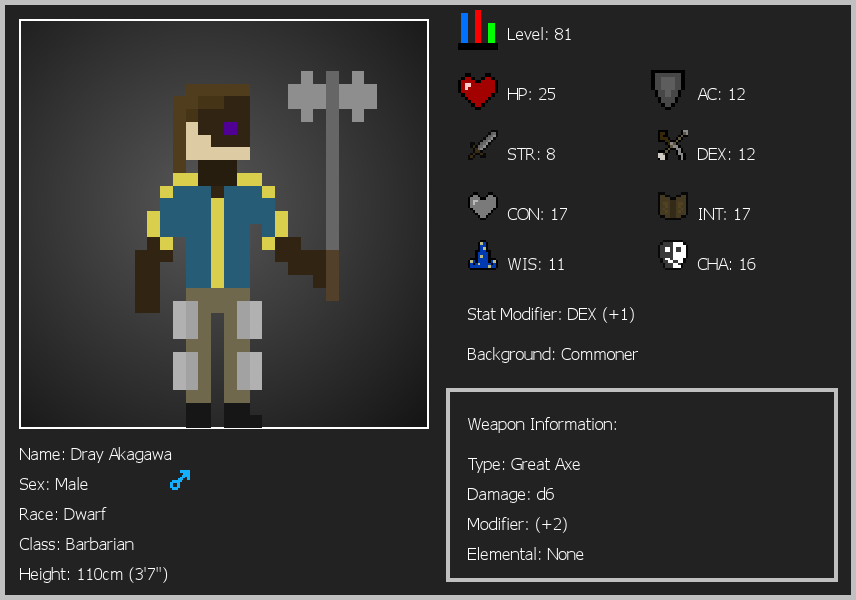 Level: 81
HP: 25
AC: 12
STR: 8
DEX: 12
CON: 17
INT: 17
WIS: 11
CHA: 16
Stat Modifier: DEX (+1)
Background: Commoner
Weapon Information:
Type: Great Axe
Damage: d6
Modifier: (+2)
Elemental: None
Name: Dray Akagawa
Sex: Male
Race: Dwarf
Class: Barbarian
Height: 110cm (3'7")